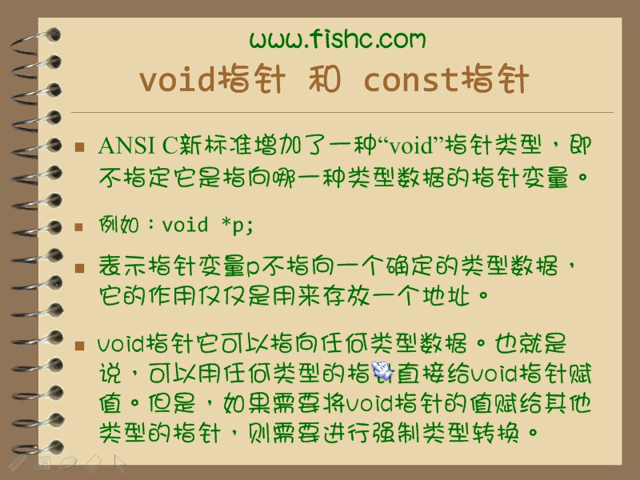 www.fishc.com
void指针 和 const指针
ANSI C新标准增加了一种“void”指针类型，即
不指定它是指向哪一种类型数据的指针变量。
例如：void *p;
表示指针变量p不指向一个确定的类型数据，
它的作用仅仅是用来存放一个地址。
void指针它可以指向任何类型数据。也就是
说，可以用任何类型的指针直接给void指针赋
值。但是，如果需要将void指针的值赋给其他
类型的指针，则需要进行强制类型转换。